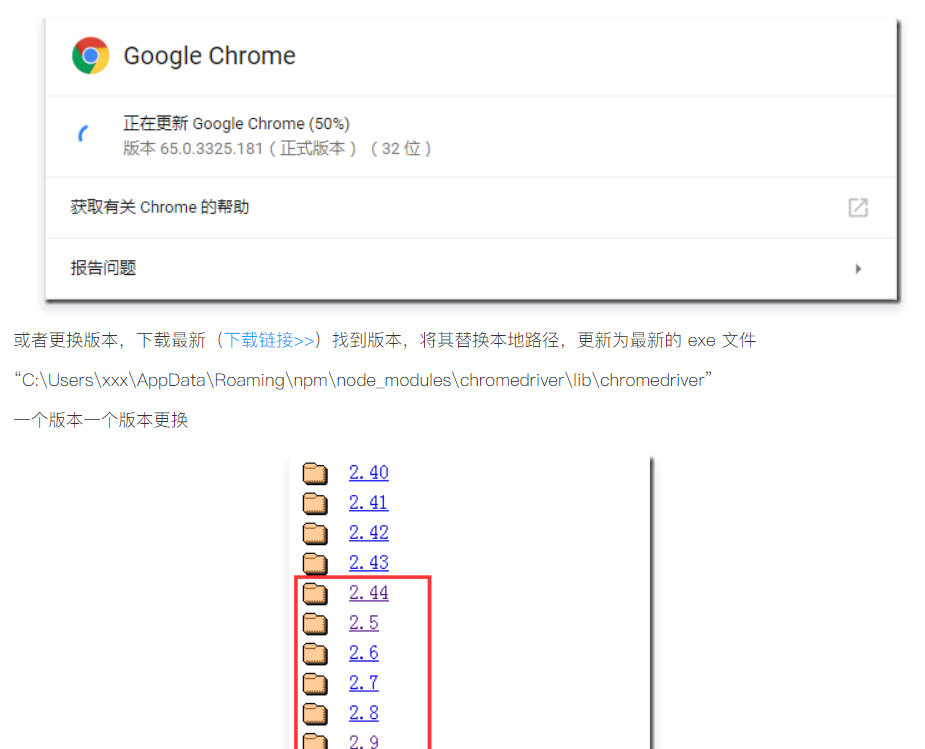 Google Chrome
正在更新 Google Chrome (50%)
版本 65.0.3325.181（正式版本）（32 位）
获取有关 Chrome 的帮助
报告问题
或者更换版本，下载最新（下载链接>>）找到版本，将其替换本地路径，更新为最新的 exe 文件
“C:\Users\xxx\AppData\Roaming\npm\node_modules\chromedriver\lib\chromedriver”
一个版本一个版本更换
2.40
2.41
2.42
2.43
2.44
2.5
2.6
2.7
2.8
2.9